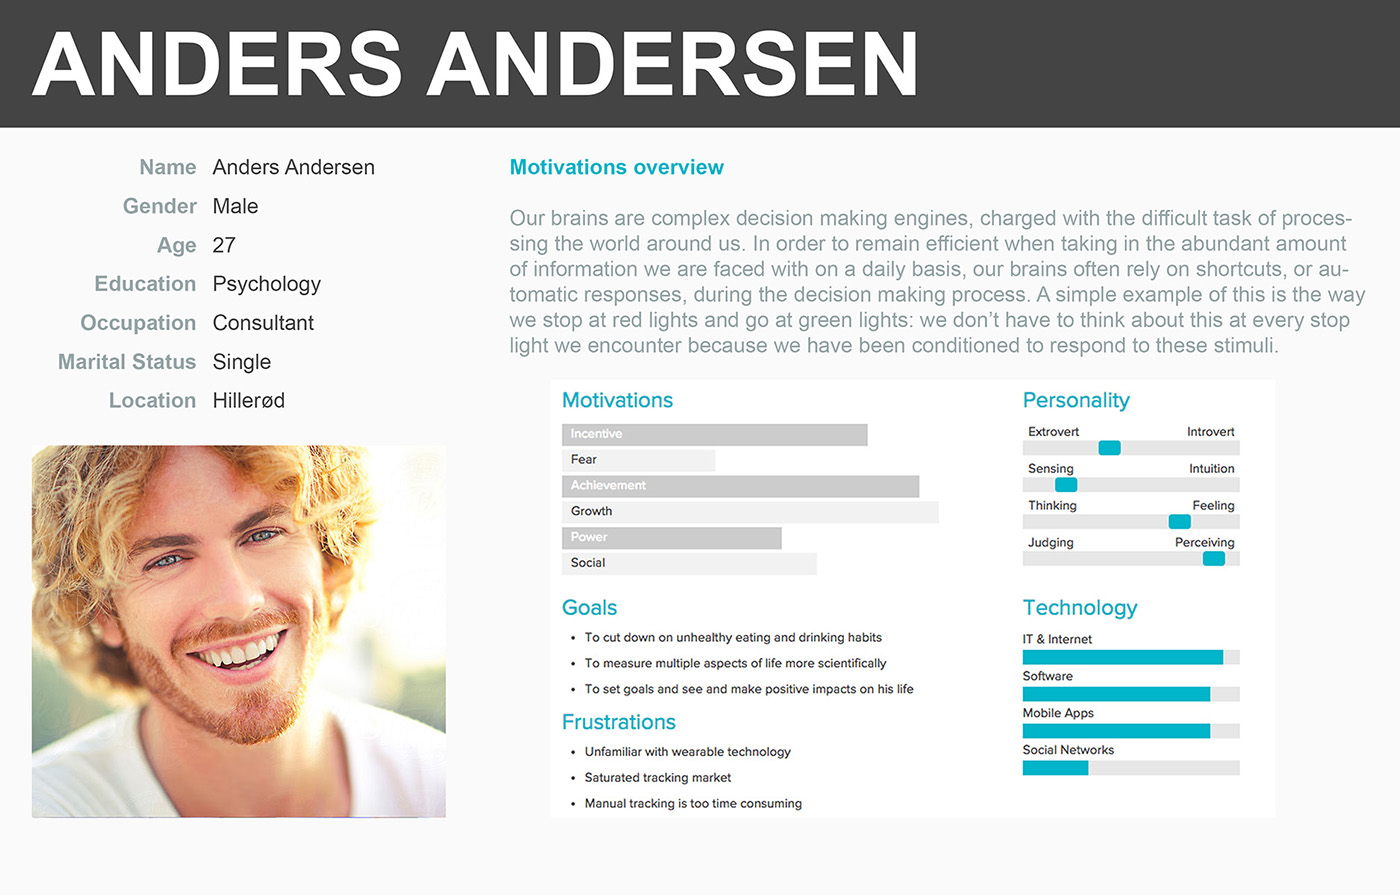 ANDERS ANDERSEN
Name Anders Andersen
Gender Male
Age 27
Education Psychology
Occupation Consultant
Marital Status Single
Location Hillerød
Motivations overview
Our brains are complex decision making engines, charged with the difficult task of proces-
sing the world around us. In order to remain efficient when taking in the abundant amount
of information we are faced with on a daily basis, our brains often rely on shortcuts, or au-
tomatic responses, during the decision making process. A simple example of this is the way
we stop at red lights and go at green lights: we don’t have to think about this at every stop
light we encounter because we have been conditioned to respond to these stimuli.
Motivations
Incentive
Fear
Achievement
Growth
Power
Social
Goals
• To cut down on unhealthy eating and drinking habits
• To measure multiple aspects of life more scientifically
• To set goals and see and make positive impacts on his life
Frustrations
• Unfamiliar with wearable technology
• Saturated tracking market
• Manual tracking is too time consuming
Personality
Extrovert Introvert
Sensing Intuition
Thinking Feeling
Judging Perceiving
Technology
IT & Internet
Software
Mobile Apps
Social Networks